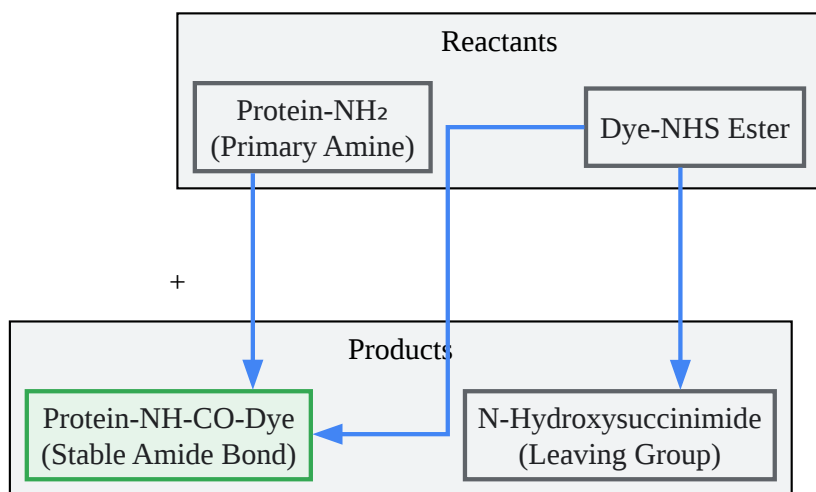 Reactants
Protein-NH₂
(Primary Amine)
Dye-NHS Ester
+
Products
Protein-NH-CO-Dye
(Stable Amide Bond)
N-Hydroxysuccinimide
(Leaving Group)